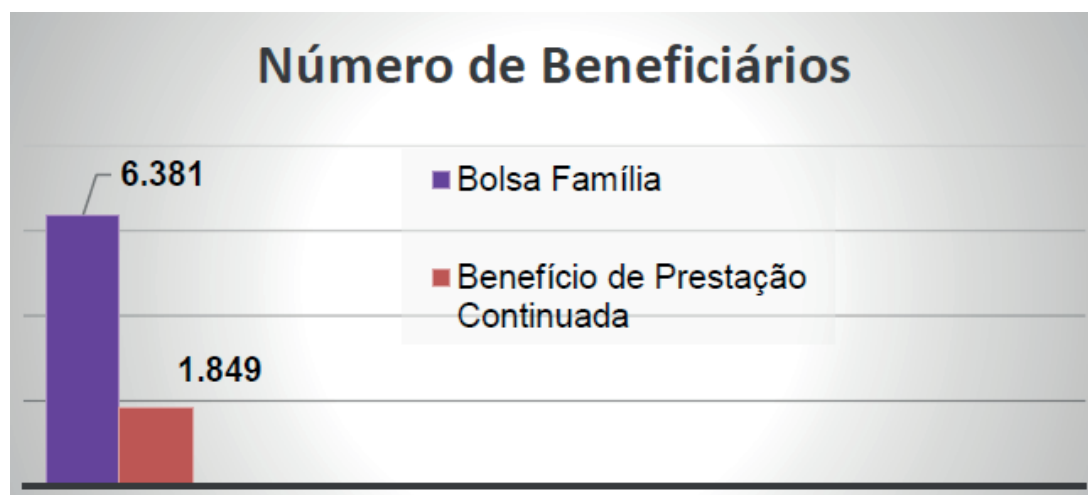 Número de Beneficiários
6.381
Bolsa Família
Benefício de Prestação
Continuada
1.849